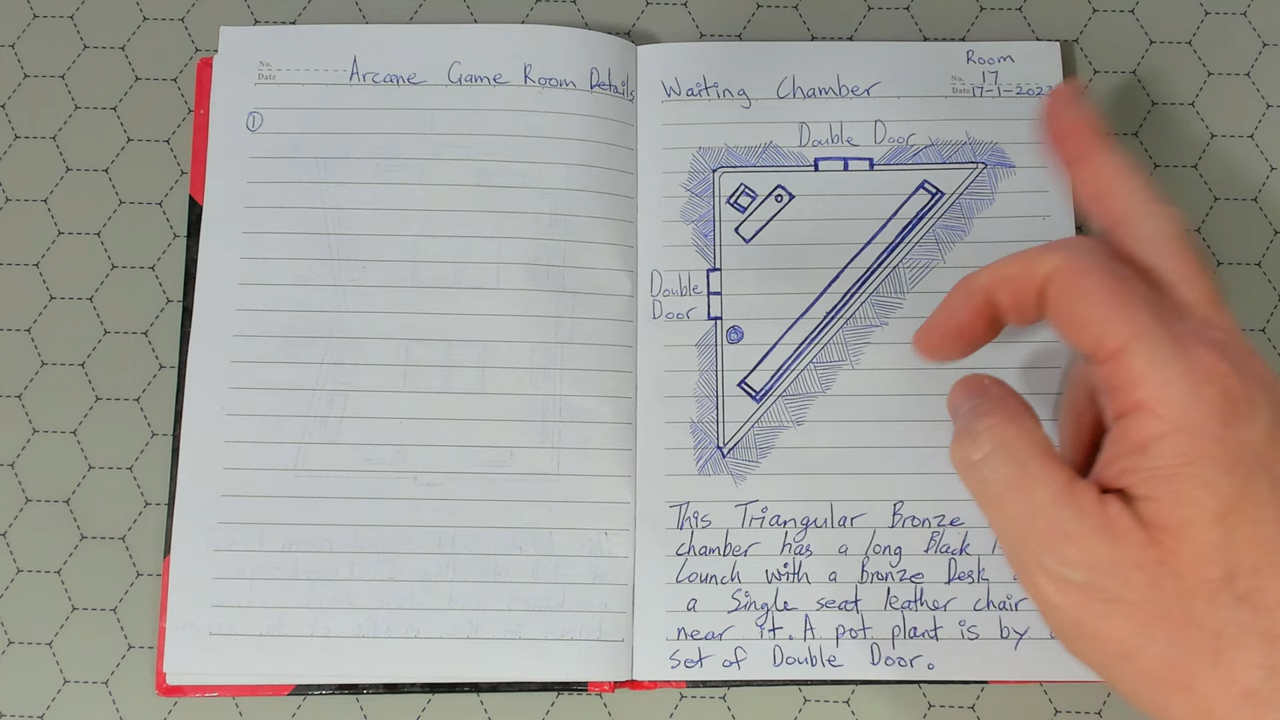 No.
Date
Arcane Game Room Details
①
Room
No. 17
Date 17-1-2023
Waiting Chamber
Double Door
Double
Door
This Triangular Bronze
chamber has a long Black
Lounch with a Bronze Desk
a Single seat leather chair
near it. A pot plant is by
set of Double Door.